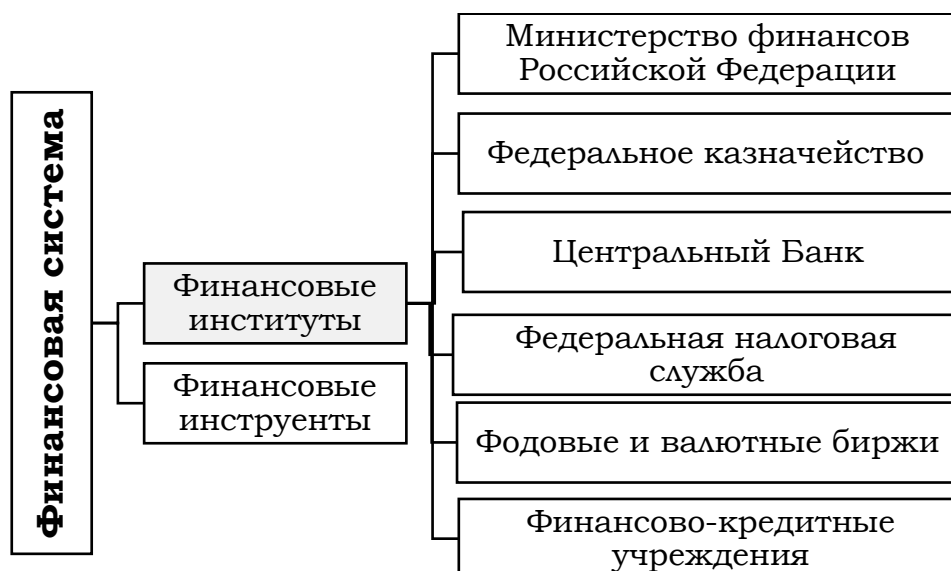 Финансовая система
Финансовые
институты
Финансовые
инструенты
Министерство финансов
Российской Федерации
Федеральное казначейство
Центральный Банк
Федеральная налоговая
служба
Фодовые и валютные биржи
Финансово-кредитные
учреждения